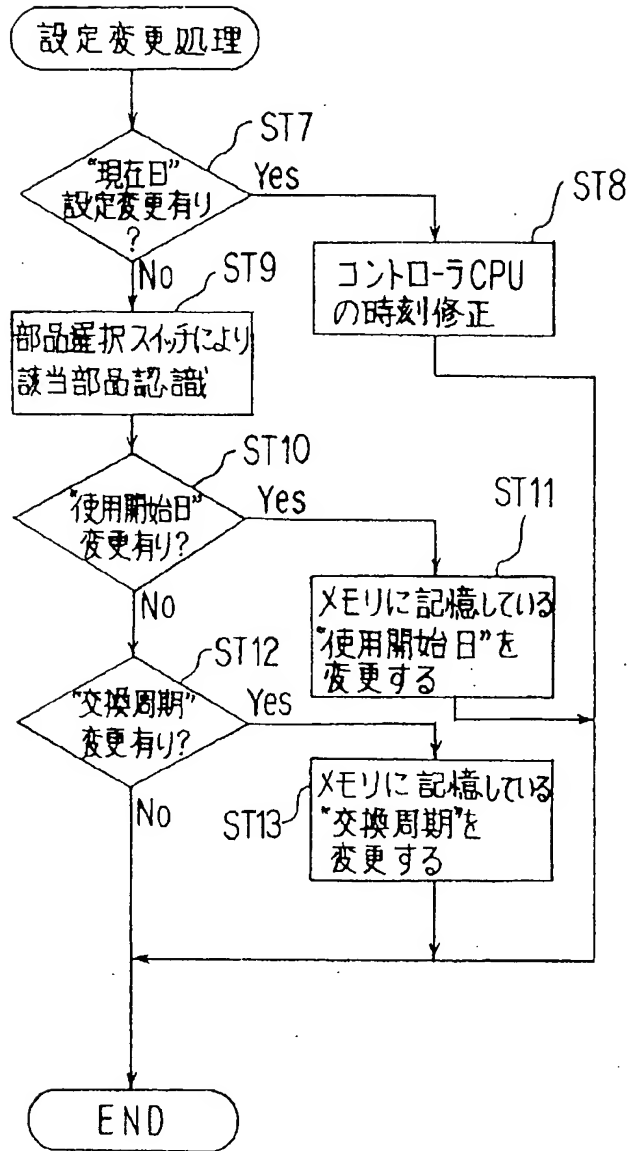 設定変更処理
ST7
"現在日"
設定変更有り
?
Yes
ST8
コントローラCPU
の時刻修正
No
ST9
部品選択スイッチにより
該当部品認識
ST10
"使用開始日"
変更有り?
Yes
ST11
メモリに記憶している
"使用開始日"を
変更する
No
ST12
"交換周期"
変更有り?
Yes
ST13
メモリに記憶している
"交換周期"を
変更する
No
END